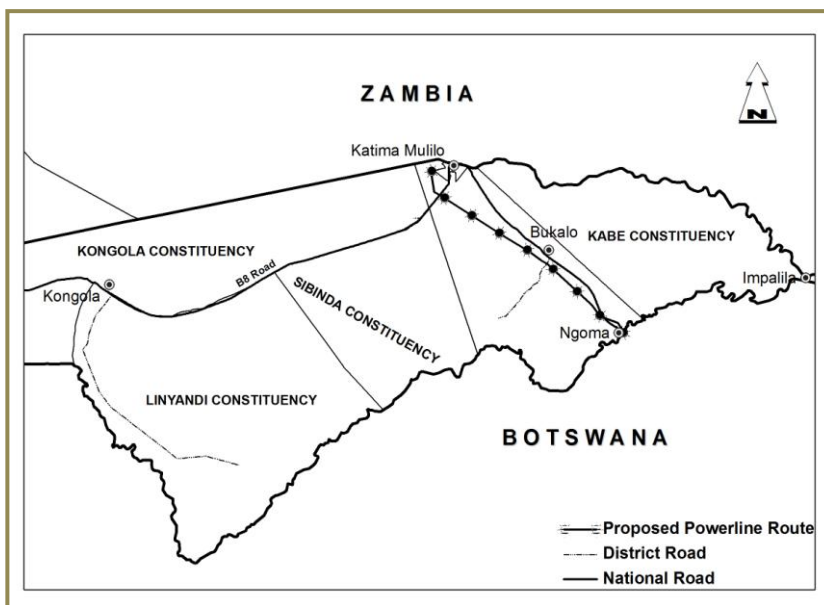 ZAMBIA
N
Katima Mulilo
KONGOLA CONSTITUENCY
Bukalo
KABE CONSTITUENCY
Kongola
B8 Road
SIBINDA CONSTITUENCY
Impalila
Ngoma
LINYANDI CONSTITUENCY
BOTSWANA
Proposed Powerline Route
District Road
National Road